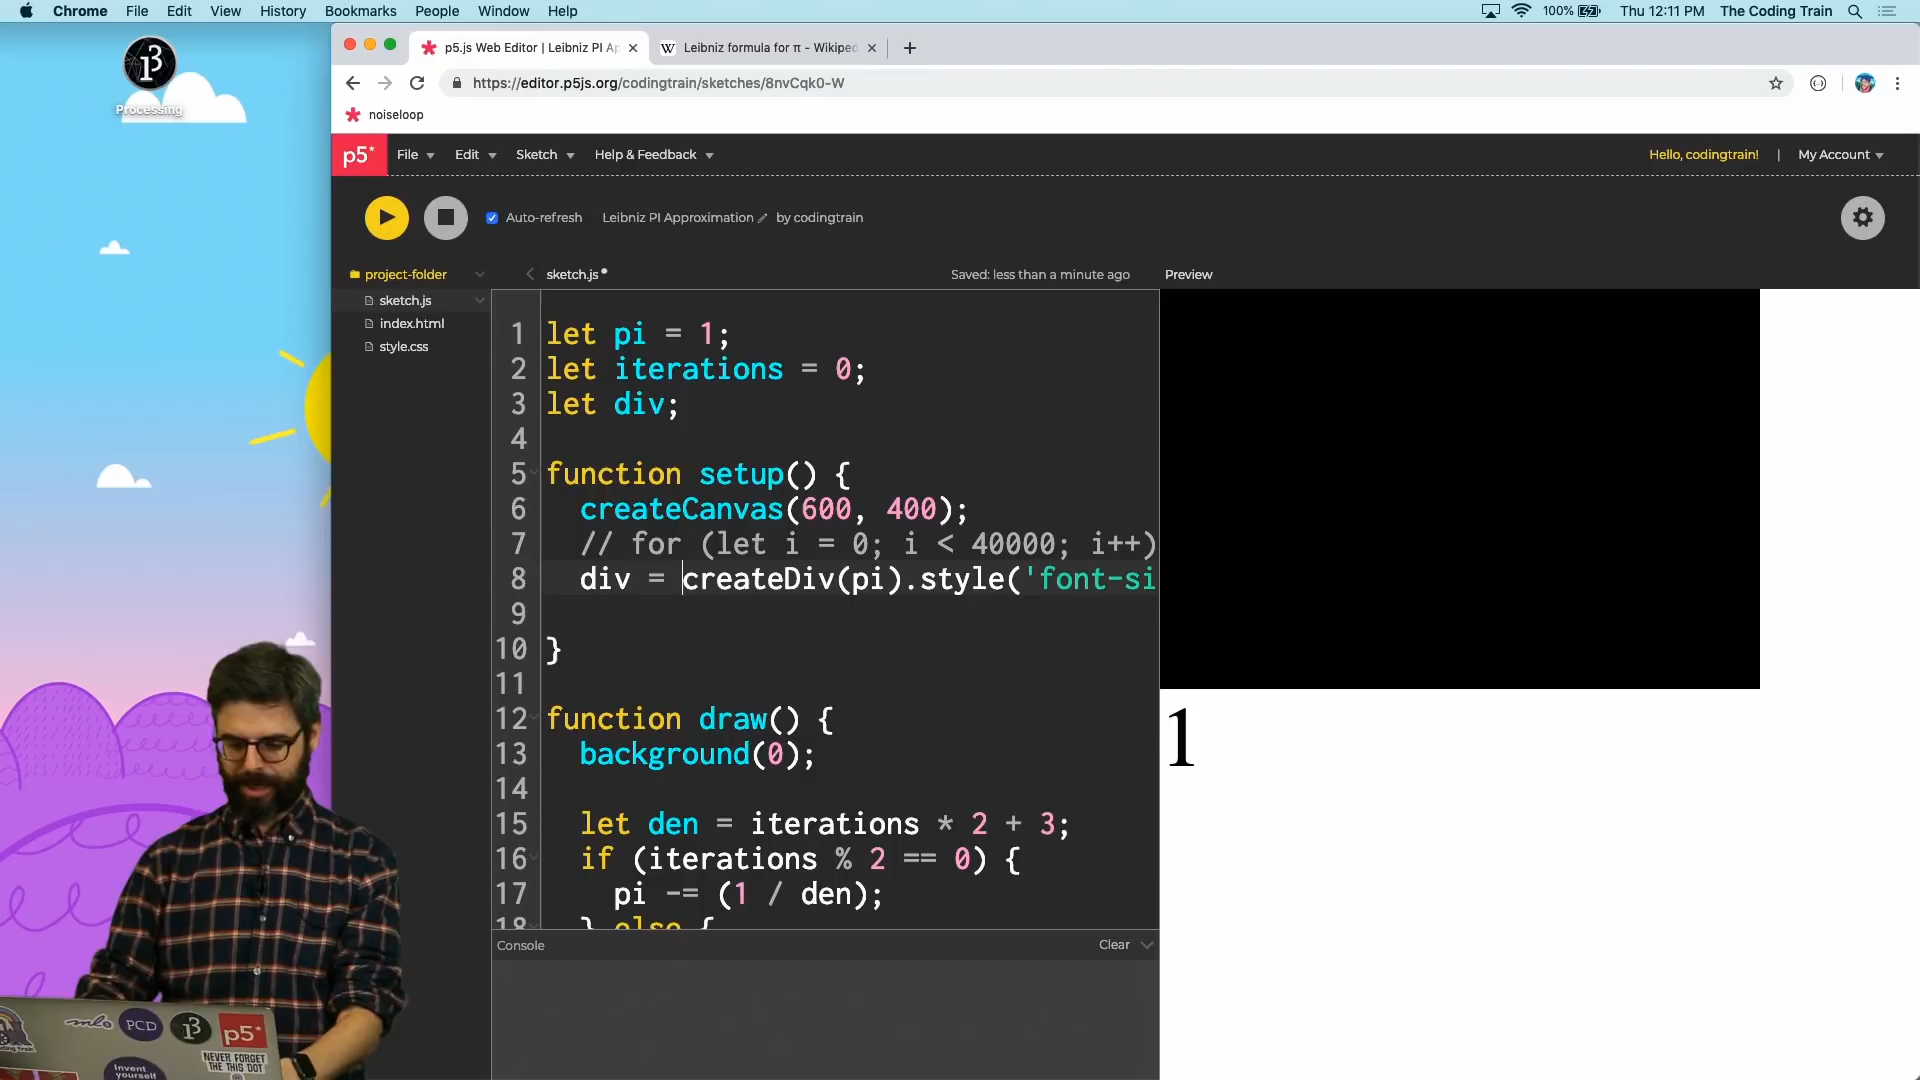 Chrome File Edit View History Bookmarks People Window Help
100% Thu 12:11 PM The Coding Train
Processing
p5.js Web Editor | Leibniz PI Ap
W Leibniz formula for π - Wikiped
https://editor.p5js.org/codingtrain/sketches/8nvCqk0-W
noiseloop
p5* File Edit Sketch Help & Feedback
Hello, codingtrain! | My Account
Auto-refresh Leibniz PI Approximation by codingtrain
project-folder
sketch.js
index.html
style.css
sketch.js
Saved: less than a minute ago
Preview
1 let pi = 1;
2 let iterations = 0;
3 let div;
4
5 function setup() {
6 createCanvas(600, 400);
7 // for (let i = 0; i < 40000; i++)
8 div = createDiv(pi).style('font-si
9
10 }
11
12 function draw() {
13 background(0);
14
15 let den = iterations * 2 + 3;
16 if (iterations % 2 == 0) {
17 pi -= (1 / den);
18 } else {
Console
Clear
1
mlo
PCD
p5*
NEVER FORGET
THE THIS DOT
Invent
yourself